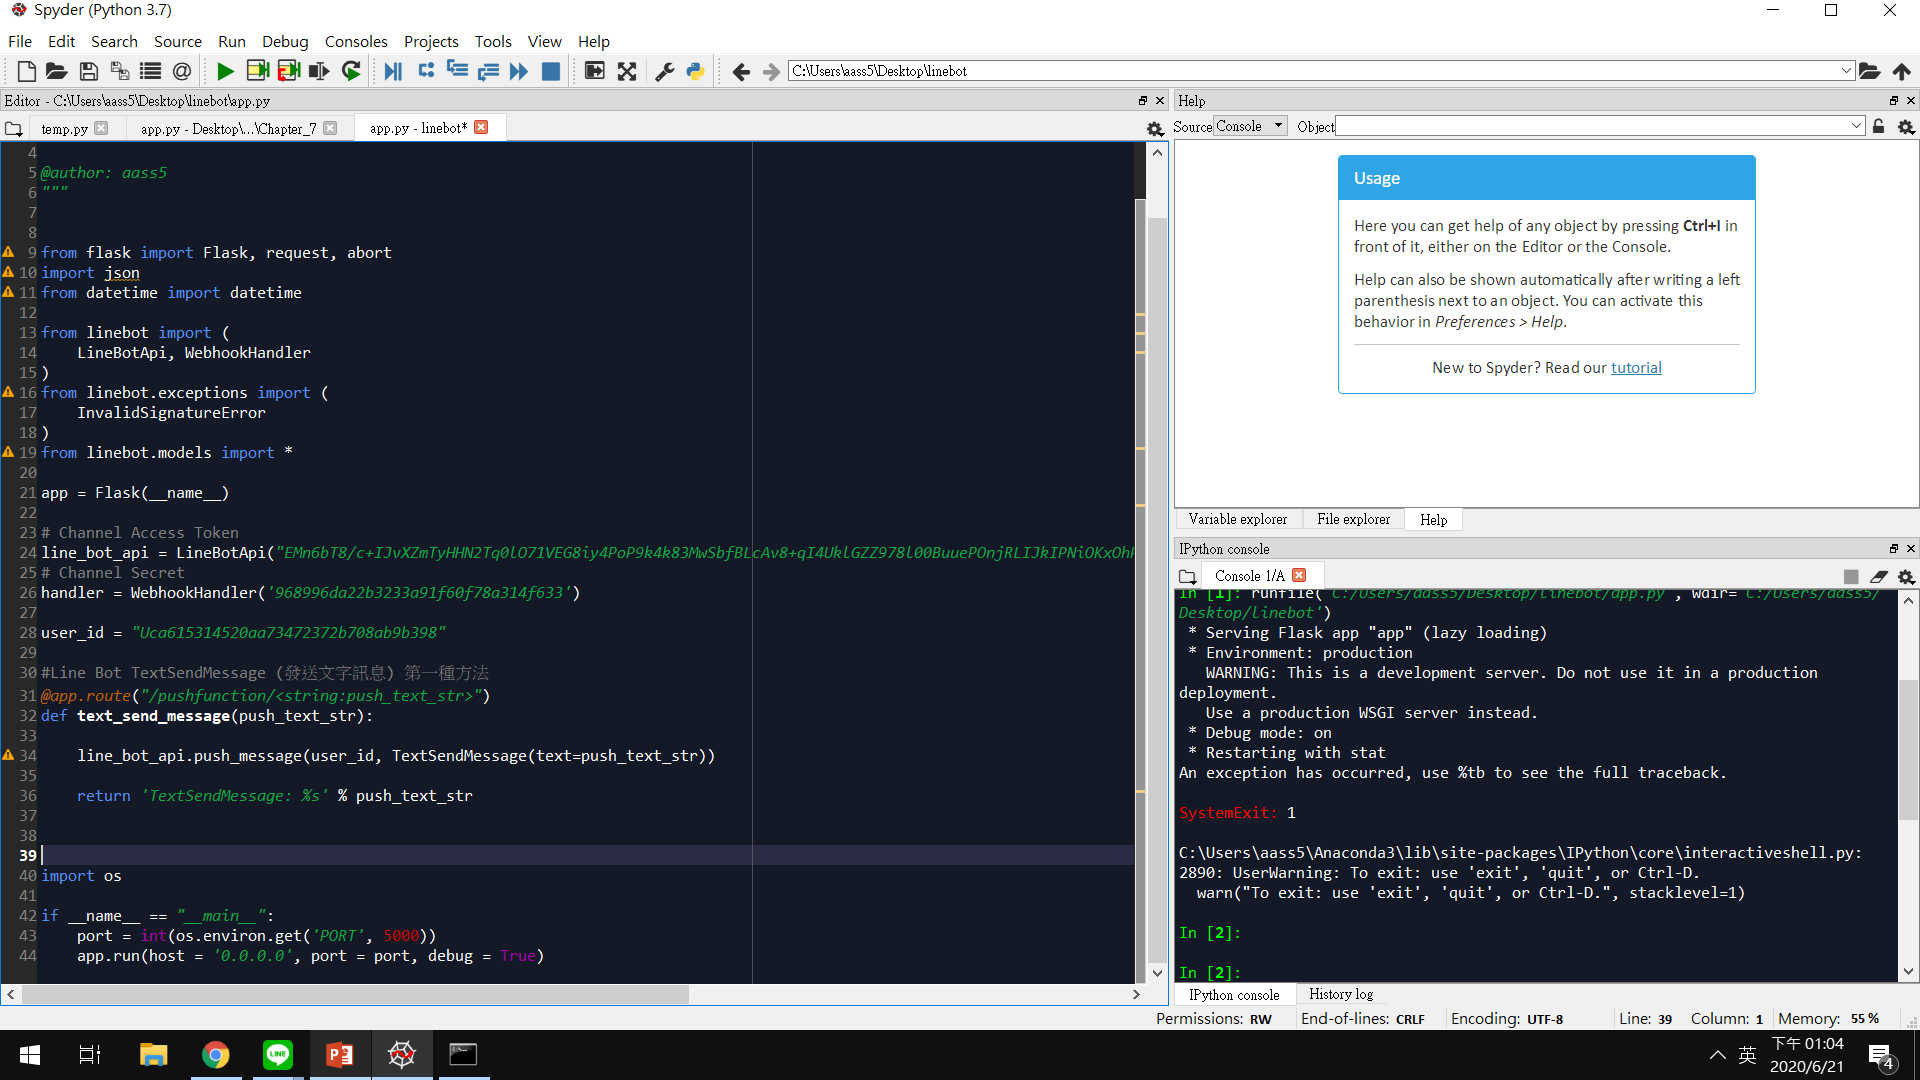 Spyder (Python 3.7)
File Edit Search Source Run Debug Consoles Projects Tools View Help
C:\Users\aass5\Desktop\linebot
Editor - C:\Users\aass5\Desktop\linebot\app.py
temp.py app.py - Desktop\...\Chapter_7 app.py - linebot*
4
5 @author: aass5
6 """
7
8
9 from flask import Flask, request, abort
10 import json
11 from datetime import datetime
12
13 from linebot import (
14 LineBotApi, WebhookHandler
15 )
16 from linebot.exceptions import (
17 InvalidSignatureError
18 )
19 from linebot.models import *
20
21 app = Flask(__name__)
22
23 # Channel Access Token
24 line_bot_api = LineBotApi("EMn6bT8/c+IJvXZmTyHHN2Tq0lO71VEG8iy4PoP9k4k83MwSbfBLcAv8+qI4UklGZZ978l00BuuePOnjRLIJkIPNiOKxOh
25 # Channel Secret
26 handler = WebhookHandler('968996da22b3233a91f60f78a314f633')
27
28 user_id = "Uca615314520aa73472372b708ab9b398"
29
30 #Line Bot TextSendMessage (發送文字訊息) 第一種方法
31 @app.route("/pushfunction/<string:push_text_str>")
32 def text_send_message(push_text_str):
33
34 line_bot_api.push_message(user_id, TextSendMessage(text=push_text_str))
35
36 return 'TextSendMessage: %s' % push_text_str
37
38
39
40 import os
41
42 if __name__ == "__main__":
43 port = int(os.environ.get('PORT', 5000))
44 app.run(host = '0.0.0.0', port = port, debug = True)
Help
Source Console Object
Usage
Here you can get help of any object by pressing Ctrl+I in
front of it, either on the Editor or the Console.
Help can also be shown automatically after writing a left
parenthesis next to an object. You can activate this
behavior in Preferences > Help.
New to Spyder? Read our tutorial
Variable explorer File explorer Help
IPython console
Console 1/A
In [1]: runfile('C:/Users/aass5/Desktop/linebot/app.py', wdir='C:/Users/aass5/
Desktop/linebot')
* Serving Flask app "app" (lazy loading)
* Environment: production
WARNING: This is a development server. Do not use it in a production
deployment.
Use a production WSGI server instead.
* Debug mode: on
* Restarting with stat
An exception has occurred, use %tb to see the full traceback.
SystemExit: 1
C:\Users\aass5\Anaconda3\lib\site-packages\IPython\core\interactiveshell.py:
2890: UserWarning: To exit: use 'exit', 'quit', or Ctrl-D.
warn("To exit: use 'exit', 'quit', or Ctrl-D.", stacklevel=1)
In [2]:
In [2]:
IPython console History log
Permissions: RW End-of-lines: CRLF Encoding: UTF-8 Line: 39 Column: 1 Memory: 55 %
LINE
英
下午 01:04
2020/6/21
4